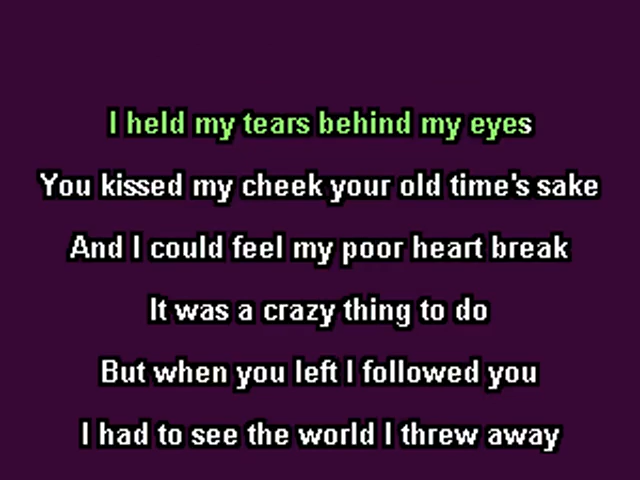 I held my tears behind my eyes
You kissed my cheek your old time's sake
And I could feel my poor heart break
It was a crazy thing to do
But when you left I followed you
I had to see the world I threw away